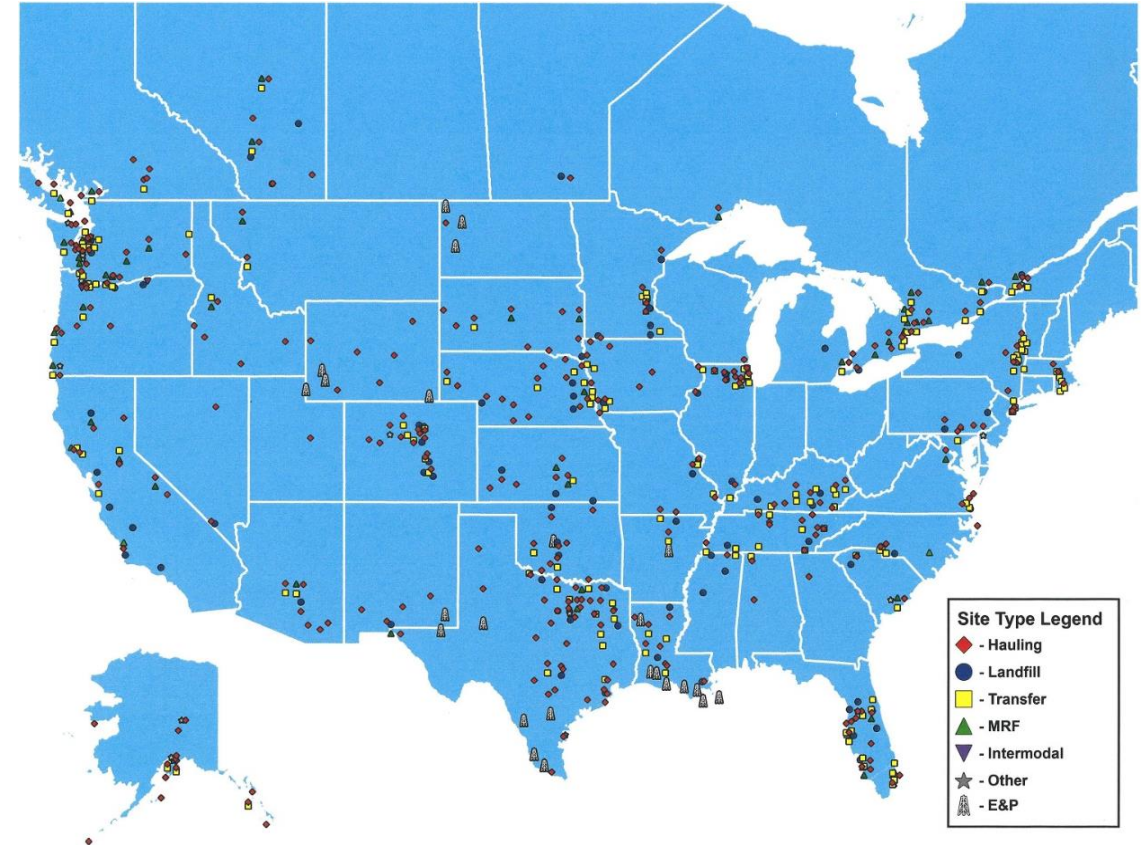 Site Type Legend
- Hauling
- Landfill
- Transfer
- MRF
- Intermodal
- Other
- E&P